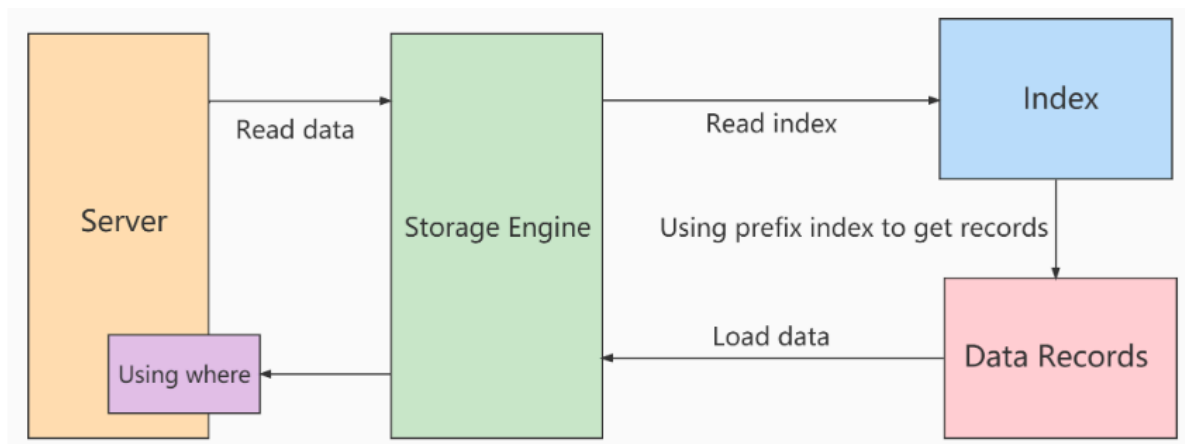 Server
Read data
Storage Engine
Read index
Index
Using prefix index to get records
Data Records
Load data
Using where